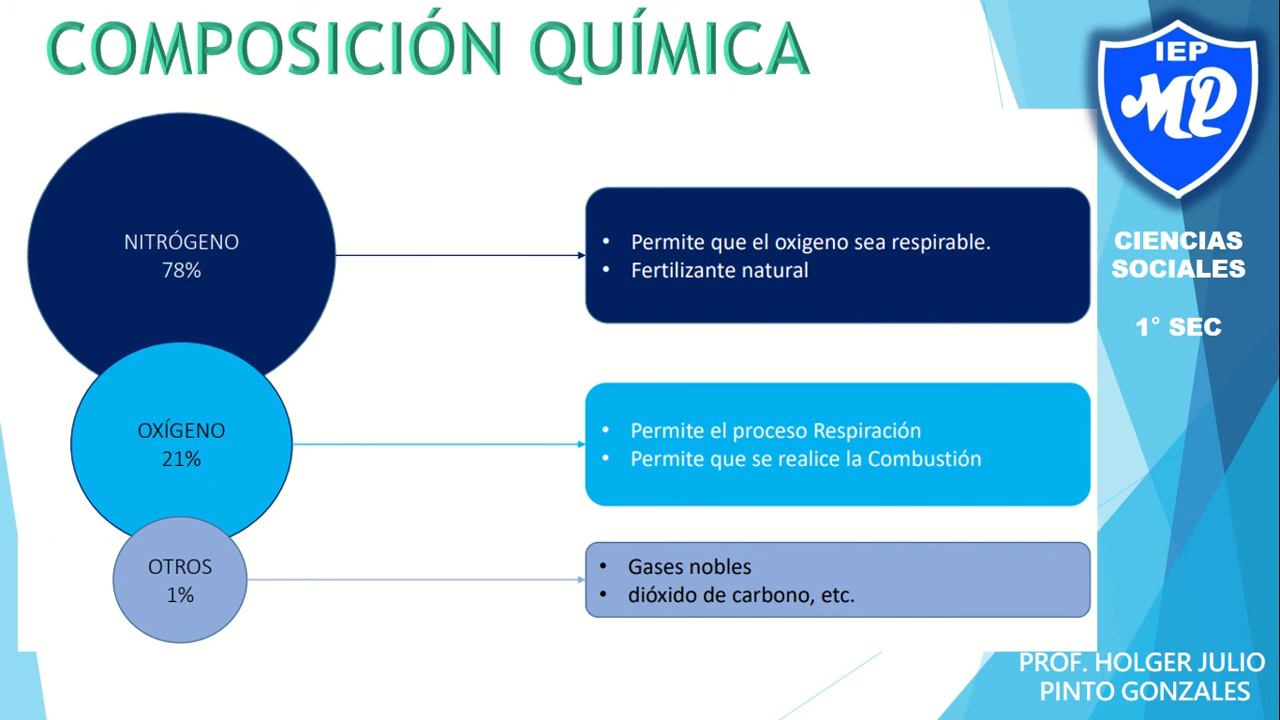 COMPOSICIÓN QUÍMICA
IEP
MP
NITRÓGENO
78%
• Permite que el oxigeno sea respirable.
• Fertilizante natural
OXÍGENO
21%
• Permite el proceso Respiración
• Permite que se realice la Combustión
OTROS
1%
• Gases nobles
• dióxido de carbono, etc.
CIENCIAS
SOCIALES
1° SEC
PROF. HOLGER JULIO
PINTO GONZALES